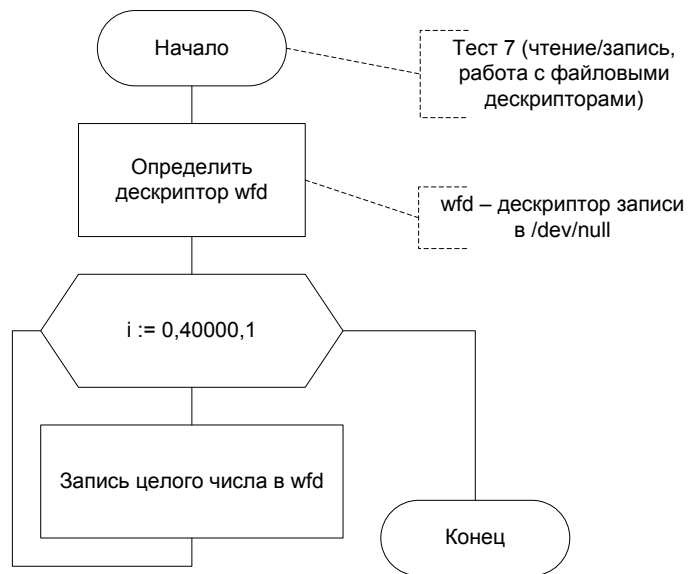 Начало
Тест 7 (чтение/запись,
работа с файловыми
дескрипторами)
Определить
дескриптор wfd
wfd – дескриптор записи
в /dev/null
i := 0,40000,1
Запись целого числа в wfd
Конец